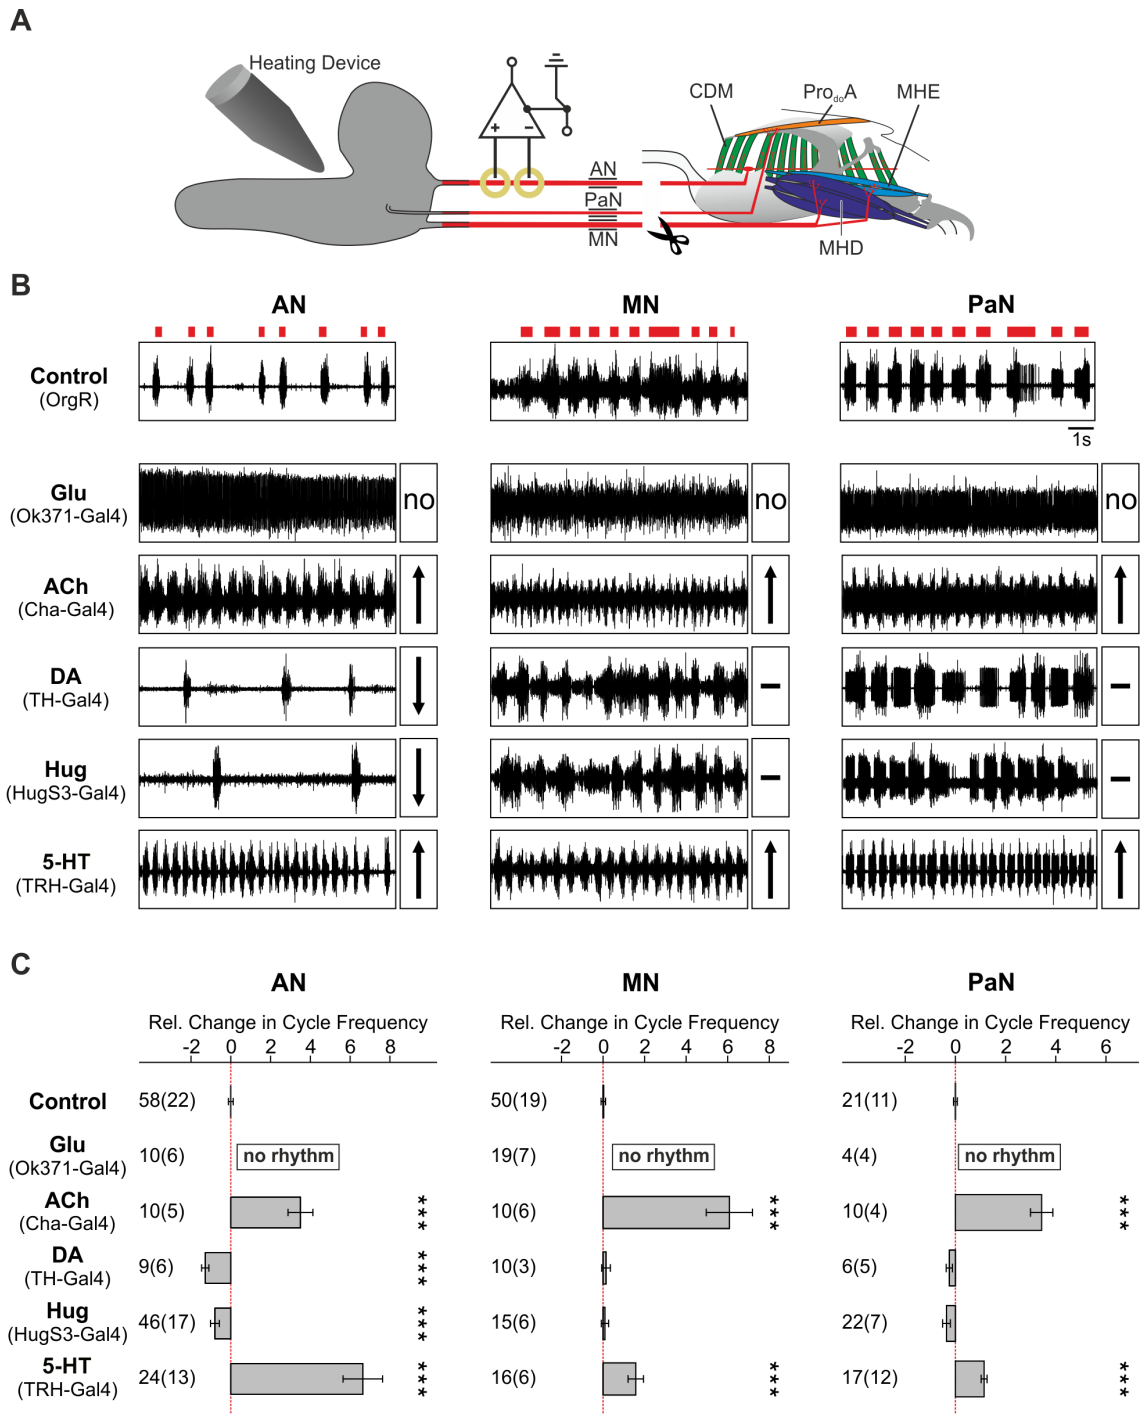 A
Heating Device
CDM
ProdoA
MHE
+ −
AN
PaN
MN
MHD
B
AN MN PaN
Control
(OrgR)
1s
Glu
(Ok371-Gal4)
no no no
ACh
(Cha-Gal4)
DA
(TH-Gal4)
Hug
(HugS3-Gal4)
5-HT
(TRH-Gal4)
C
AN MN PaN
Rel. Change in Cycle Frequency Rel. Change in Cycle Frequency Rel. Change in Cycle Frequency
-2 0 2 4 6 8 -2 0 2 4 6 8 -2 0 2 4 6
Control 58(22) 50(19) 21(11)
Glu
(Ok371-Gal4) 10(6) no rhythm 19(7) no rhythm 4(4) no rhythm
ACh
(Cha-Gal4) 10(5) *** 10(6) *** 10(4) ***
DA
(TH-Gal4) 9(6) *** 10(3) 6(5)
Hug
(HugS3-Gal4) 46(17) *** 15(6) 22(7)
5-HT
(TRH-Gal4) 24(13) *** 16(6) *** 17(12) ***